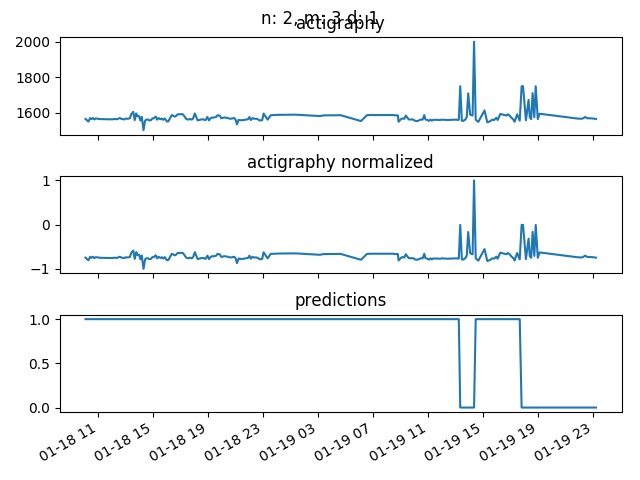 n: 2, m: 3 d: 1
actigraphy
2000
1800
1600
actigraphy normalized
1
0
−1
predictions
1.0
0.5
0.0
01-18 11 01-18 15 01-18 19 01-18 23 01-19 03 01-19 07 01-19 11 01-19 15 01-19 19 01-19 23